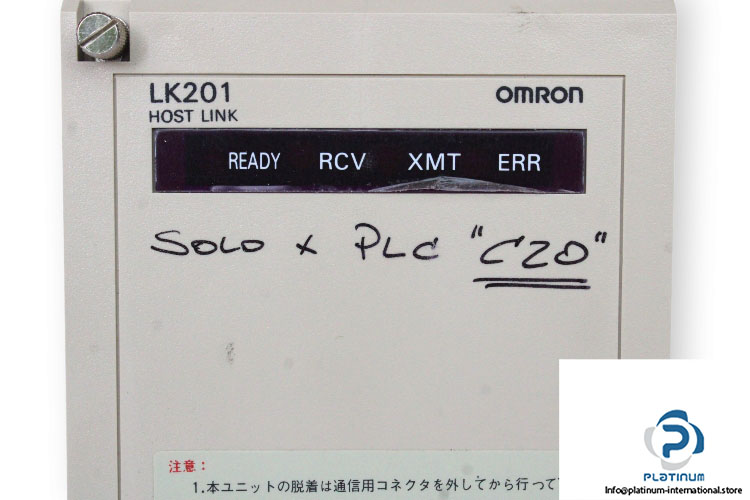 LK201
HOST LINK
OMRON
READY RCV XMT ERR
SOLO x PLC "C20"
注意：
1.本ユニットの脱着は通信用コネクタを外してから行って
PLATINUM
Info@platinum-international.store